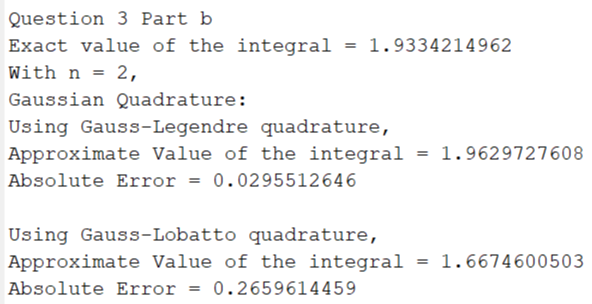 Question 3 Part b
Exact value of the integral = 1.9334214962
With n = 2,
Gaussian Quadrature:
Using Gauss-Legendre quadrature,
Approximate Value of the integral = 1.9629727608
Absolute Error = 0.0295512646
Using Gauss-Lobatto quadrature,
Approximate Value of the integral = 1.6674600503
Absolute Error = 0.2659614459